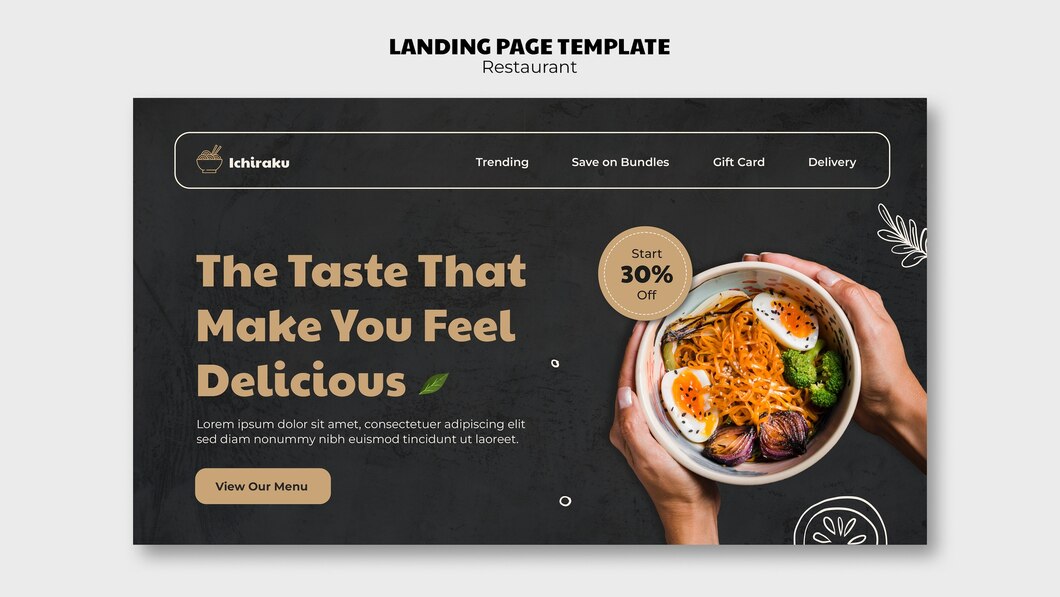 LANDING PAGE TEMPLATE
Restaurant
Ichiraku
Trending
Save on Bundles
Gift Card
Delivery
The Taste That
Make You Feel
Delicious
Start
30%
Off
Lorem ipsum dolor sit amet, consectetuer adipiscing elit
sed diam nonummy nibh euismod tincidunt ut laoreet.
View Our Menu